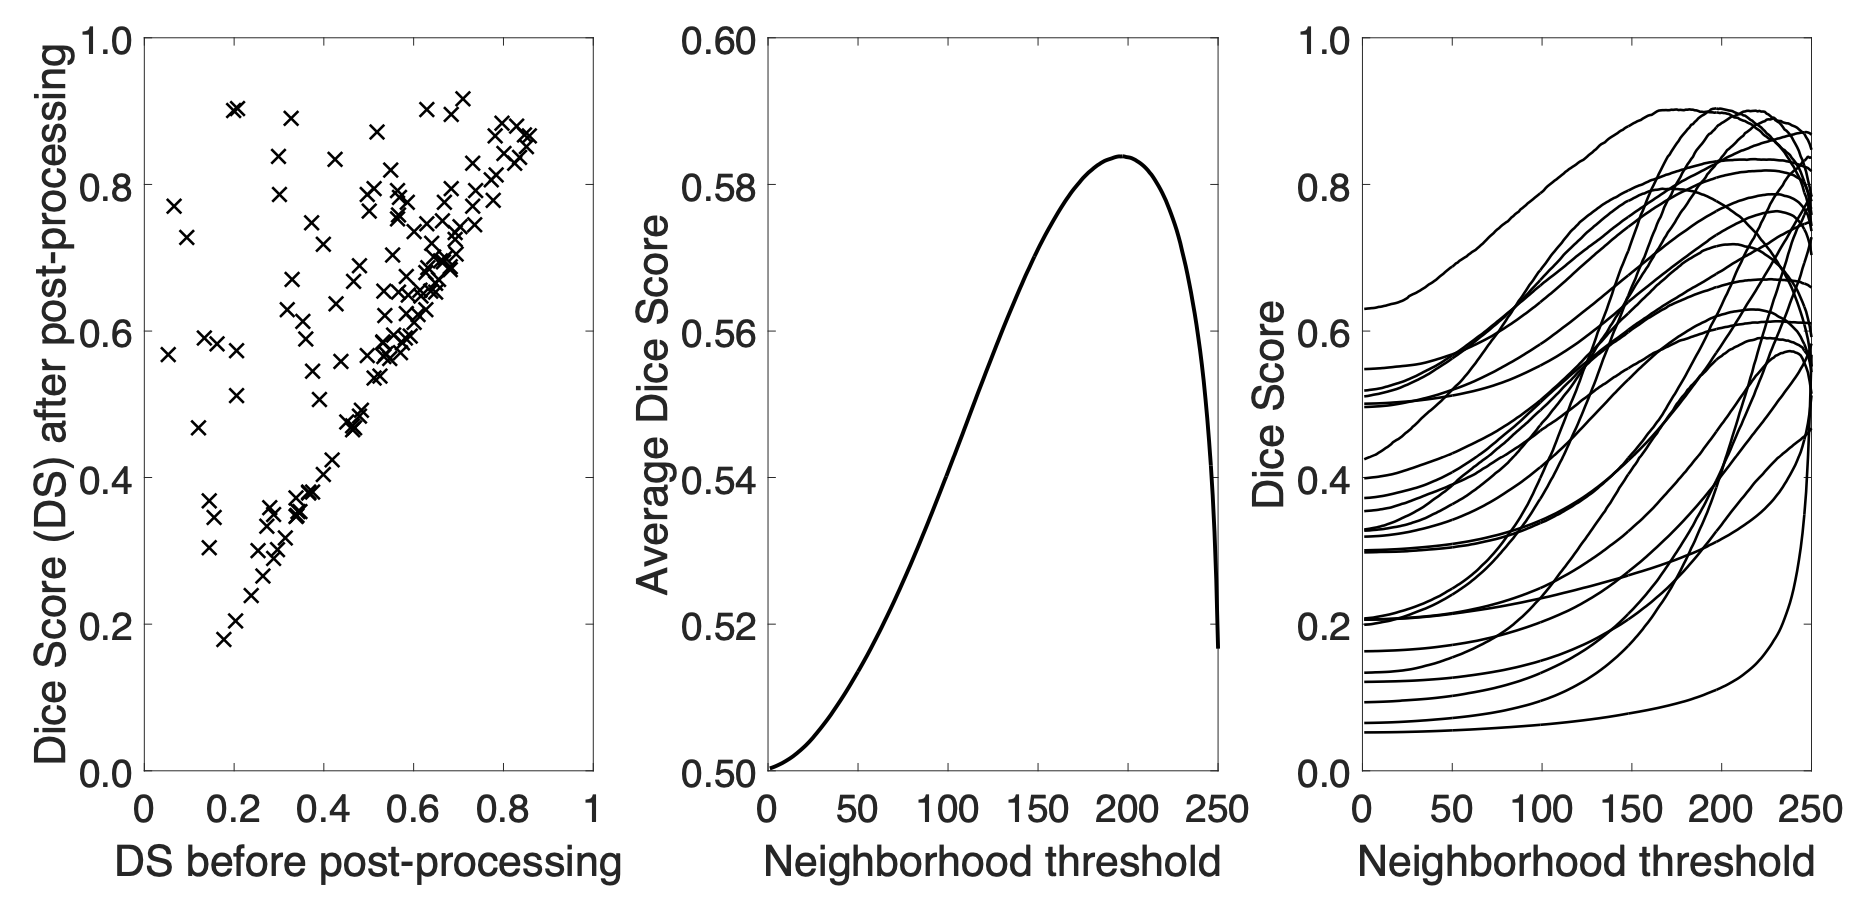 Dice Score (DS) after post-processing
1.0
0.8
0.6
0.4
0.2
0.0
0 0.2 0.4 0.6 0.8 1
DS before post-processing
Average Dice Score
0.60
0.58
0.56
0.54
0.52
0.50
0 50 100 150 200 250
Neighborhood threshold
Dice Score
1.0
0.8
0.6
0.4
0.2
0.0
0 50 100 150 200 250
Neighborhood threshold